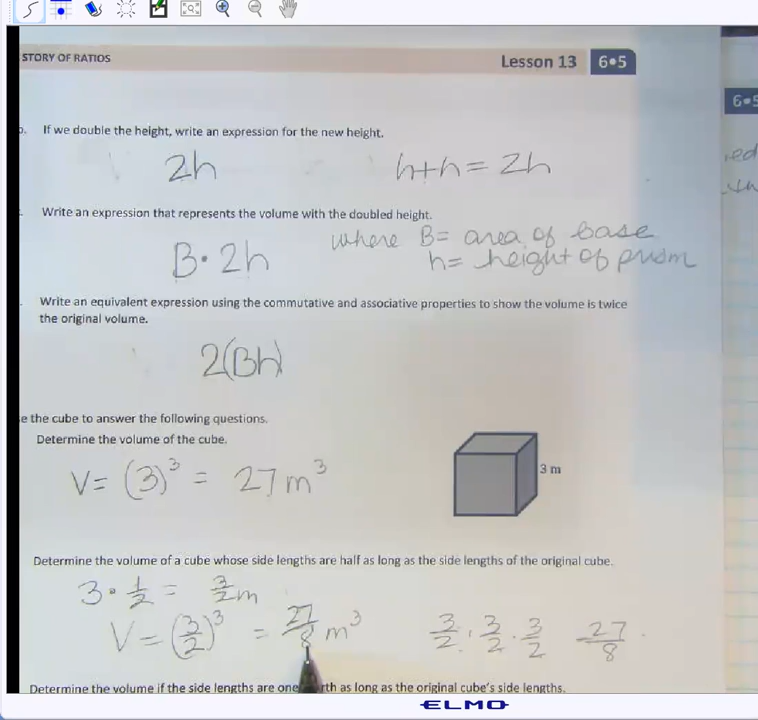 STORY OF RATIOS
Lesson 13 6•5
6•5
If we double the height, write an expression for the new height.
2h h+h = 2h
Write an expression that represents the volume with the doubled height.
where B = area of base
B · 2h h = height of prism
Write an equivalent expression using the commutative and associative properties to show the volume is twice
the original volume.
2(Bh)
the cube to answer the following questions.
Determine the volume of the cube.
V = (3)³ = 27 m³
3 m
Determine the volume of a cube whose side lengths are half as long as the side lengths of the original cube.
3 · 1/2 = 3/2 m
V = (3/2)³ = 27/8 m³ 3/2 · 3/2 · 3/2 27/8
Determine the volume if the side lengths are one as long as the original cube's side lengths.
ELMO